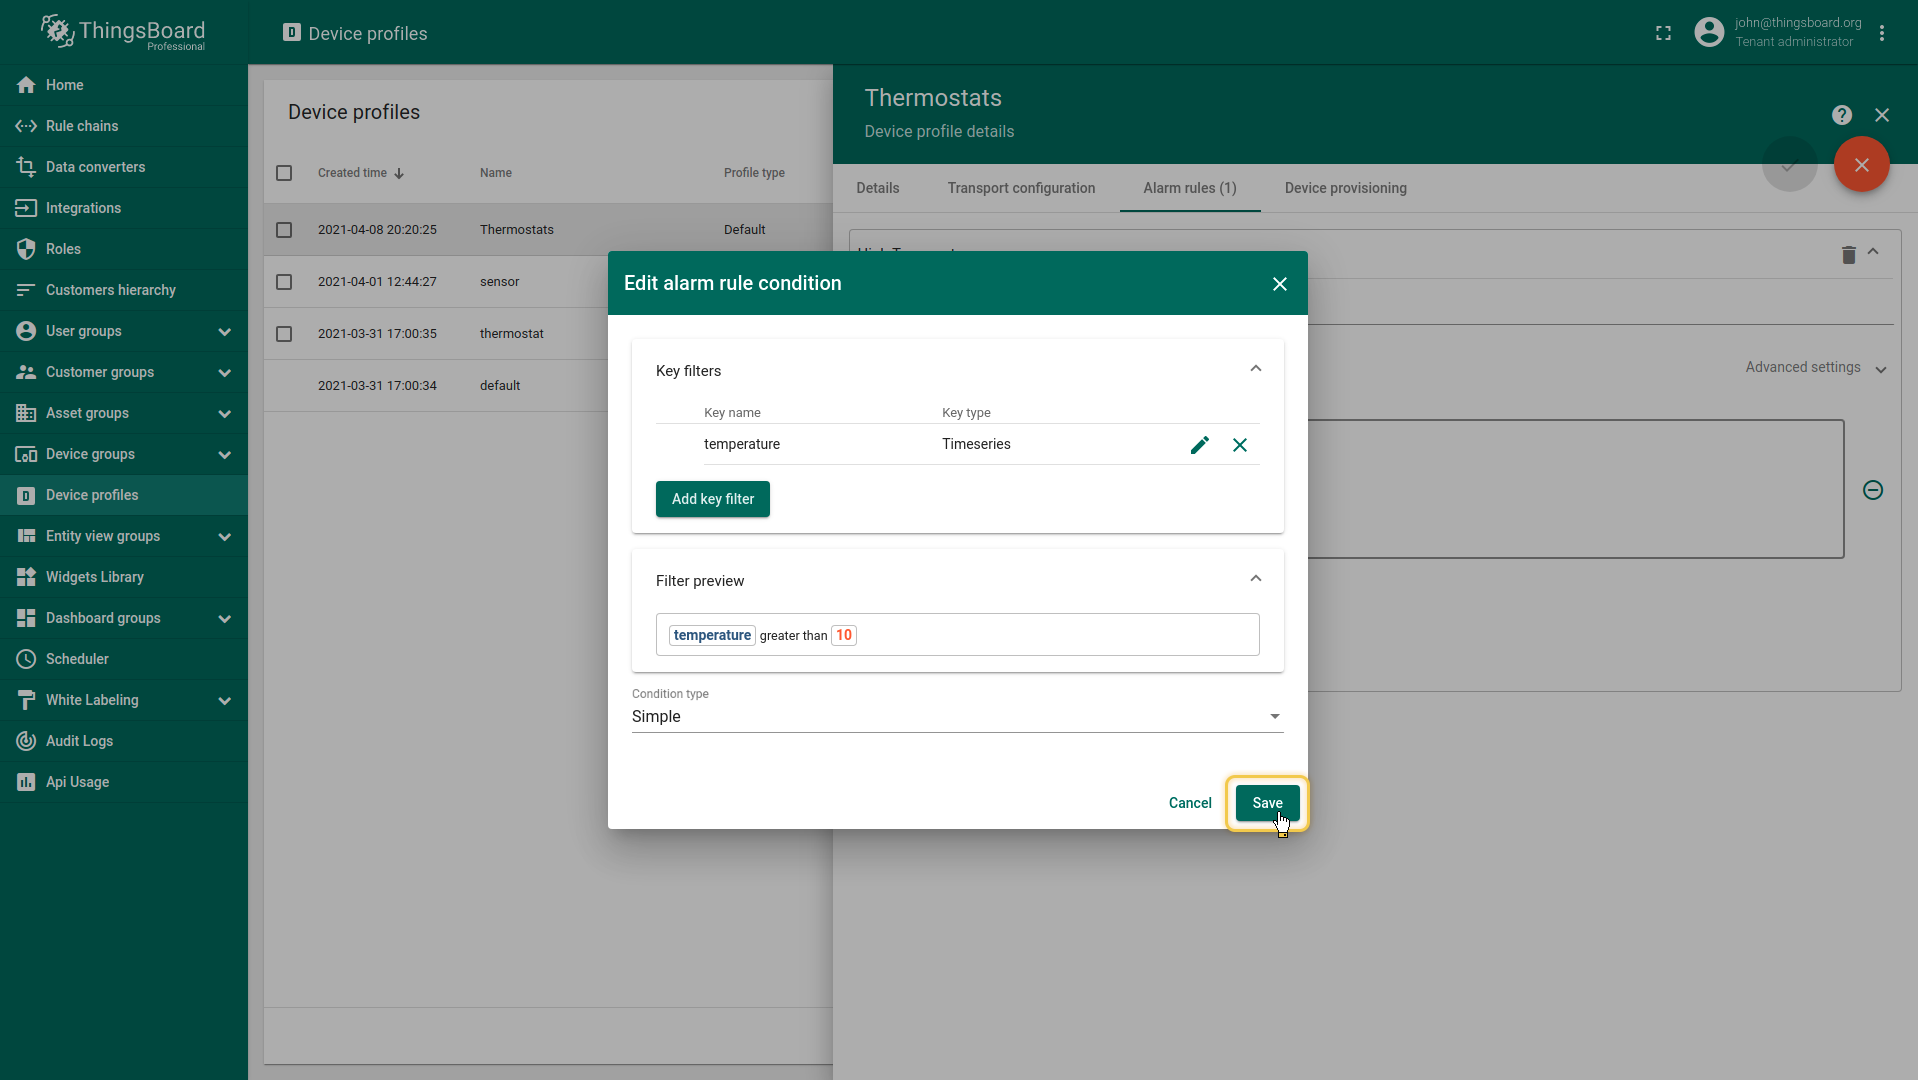 ThingsBoard
Professional
Device profiles
john@thingsboard.org
Tenant administrator
Home
Rule chains
Data converters
Integrations
Roles
Customers hierarchy
User groups
Customer groups
Asset groups
Device groups
Device profiles
Entity view groups
Widgets Library
Dashboard groups
Scheduler
White Labeling
Audit Logs
Api Usage
Device profiles
Created time Name Profile type
2021-04-08 20:20:25 Thermostats Default
2021-04-01 12:44:27 sensor
2021-03-31 17:00:35 thermostat
2021-03-31 17:00:34 default
Thermostats
Device profile details
Details Transport configuration Alarm rules (1) Device provisioning
Advanced settings
Edit alarm rule condition
Key filters
Key name Key type
temperature Timeseries
Add key filter
Filter preview
temperature greater than 10
Condition type
Simple
Cancel Save